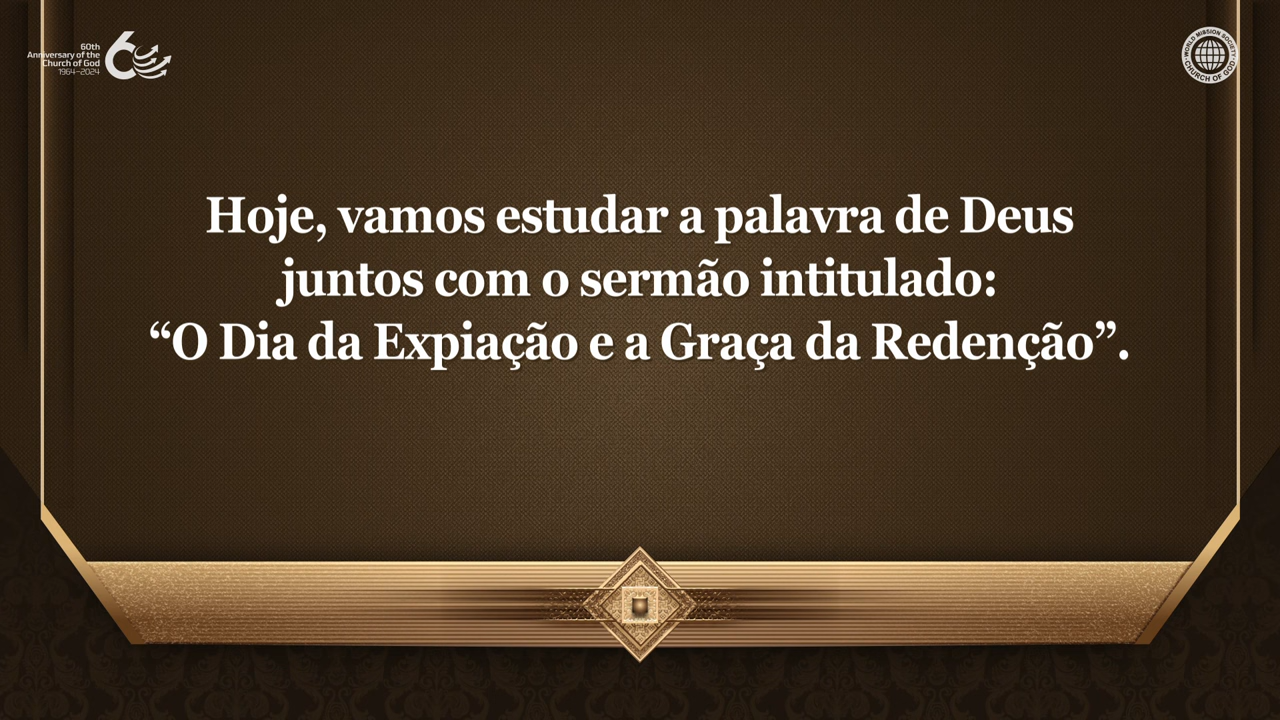 60th
Anniversary of the
Church of God
1964–2024
60
WORLD MISSION SOCIETY
CHURCH OF GOD
Hoje, vamos estudar a palavra de Deus
juntos com o sermão intitulado:
“O Dia da Expiação e a Graça da Redenção”.